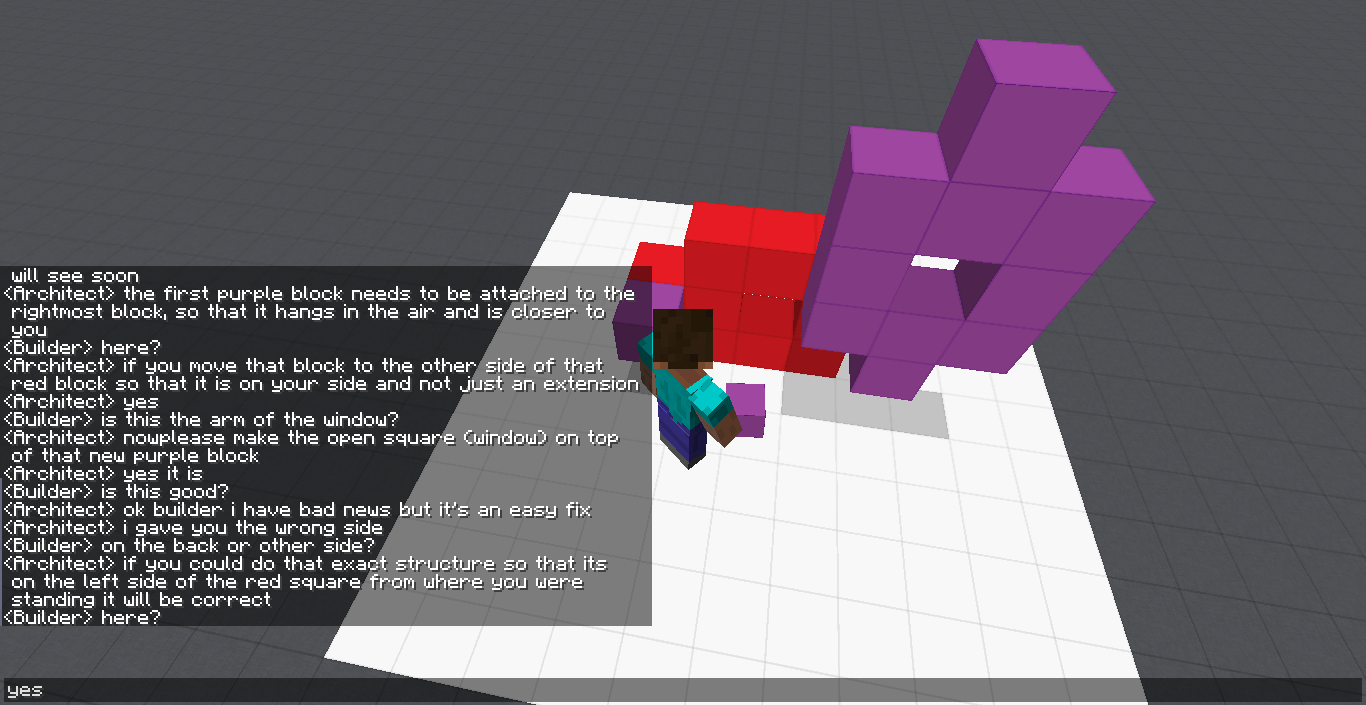 will see soon
<Architect> the first purple block needs to be attached to the
rightmost block, so that it hangs in the air and is closer to
you
<Builder> here?
<Architect> if you move that block to the other side of that
red block so that it is on your side and not just an extension
<Architect> yes
<Builder> is this the arm of the window?
<Architect> nowplease make the open square (window) on top
of that new purple block
<Architect> yes it is
<Builder> is this good?
<Architect> ok builder i have bad news but it's an easy fix
<Architect> i gave you the wrong side
<Builder> on the back or other side?
<Architect> if you could do that exact structure so that its
on the left side of the red square from where you were
standing it will be correct
<Builder> here?
yes